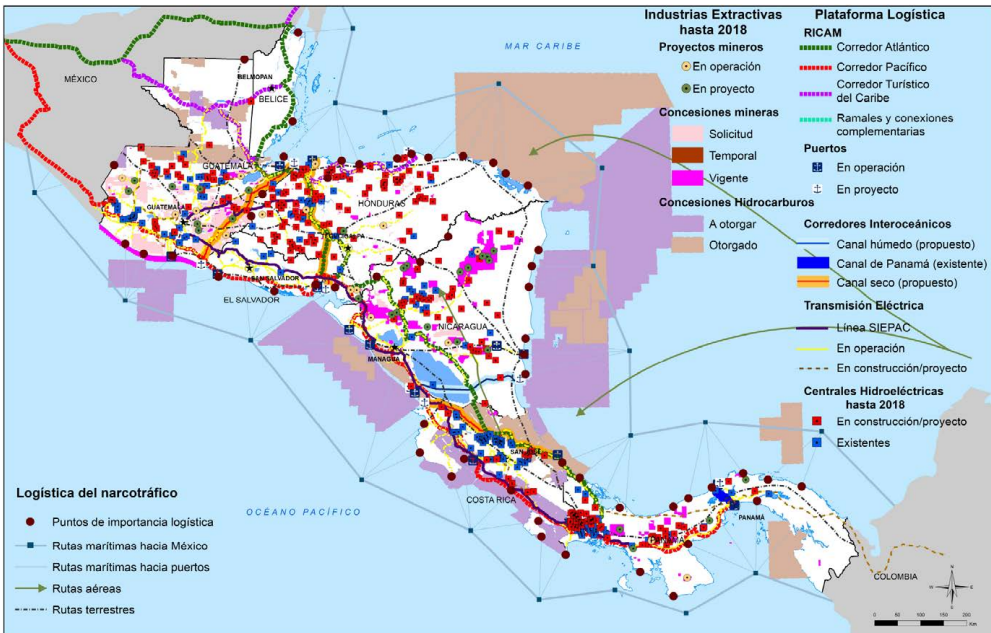 MÉXICO
BELMOPAN
BELICE
MAR CARIBE
GUATEMALA
GUATEMALA
HONDURAS
TEGUCIGALPA
SAN SALVADOR
EL SALVADOR
NICARAGUA
MANAGUA
SAN JOSÉ
COSTA RICA
OCÉANO PACÍFICO
PANAMÁ
PANAMÁ
COLOMBIA
Industrias Extractivas
hasta 2018
Proyectos mineros
En operación
En proyecto
Concesiones mineras
Solicitud
Temporal
Vigente
Concesiones Hidrocarburos
A otorgar
Otorgado
Plataforma Logística
RICAM
Corredor Atlántico
Corredor Pacífico
Corredor Turístico
del Caribe
Ramales y conexiones
complementarias
Puertos
En operación
En proyecto
Corredores Interoceánicos
Canal húmedo (propuesto)
Canal de Panamá (existente)
Canal seco (propuesto)
Transmisión Eléctrica
Línea SIEPAC
En operación
En construcción/proyecto
Centrales Hidroeléctricas
hasta 2018
En construcción/proyecto
Existentes
Logística del narcotráfico
Puntos de importancia logística
Rutas marítimas hacia México
Rutas marítimas hacia puertos
Rutas aéreas
Rutas terrestres
N
W
E
S
0 50 100 150 200
Km